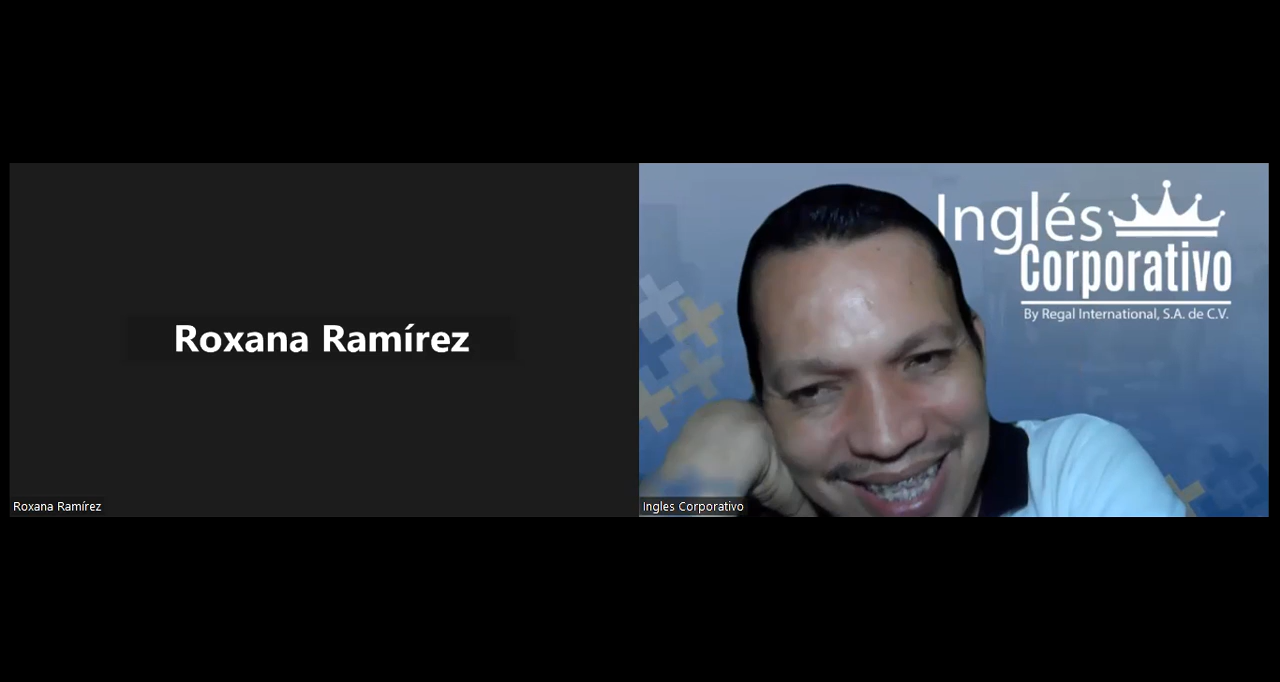 Roxana Ramírez
Roxana Ramírez
Inglés
Corporativo
By Regal International, S.A. de C.V.
Ingles Corporativo